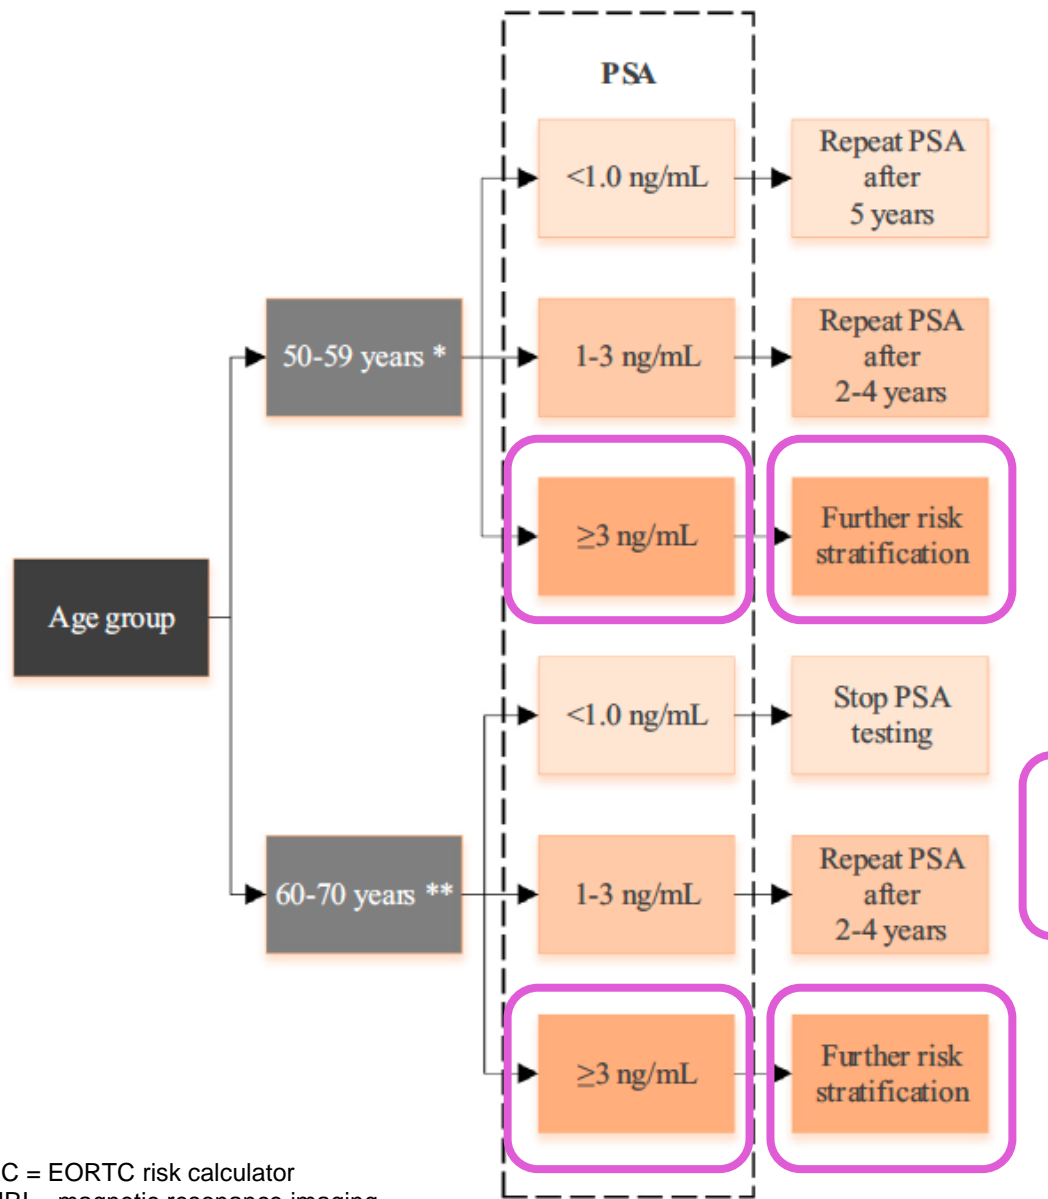 PSA
<1.0 ng/mL
Repeat PSA
after
5 years
50-59 years *
1-3 ng/mL
Repeat PSA
after
2-4 years
≥3 ng/mL
Further risk
stratification
Age group
<1.0 ng/mL
Stop PSA
testing
60-70 years **
1-3 ng/mL
Repeat PSA
after
2-4 years
≥3 ng/mL
Further risk
stratification
C = EORTC risk calculator
magnetic resonance imaging